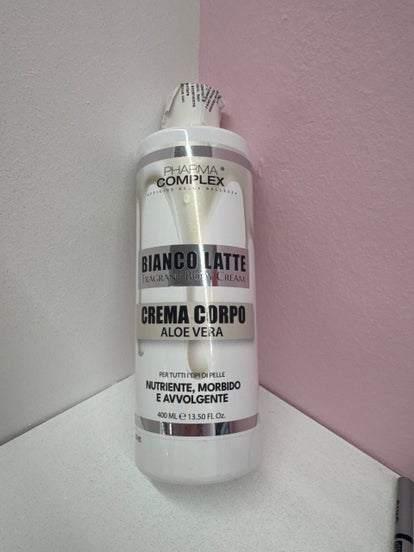 PHARMA®
COMPLEX
BIANCO LATTE
FRAGRANT BODY CREAM
CREMA CORPO
ALOE VERA
PER TUTTI I TIPI DI PELLE
NUTRIENTE, MORBIDO
E AVVOLGENTE
400 ML ℮ 13.50 FL. Oz.